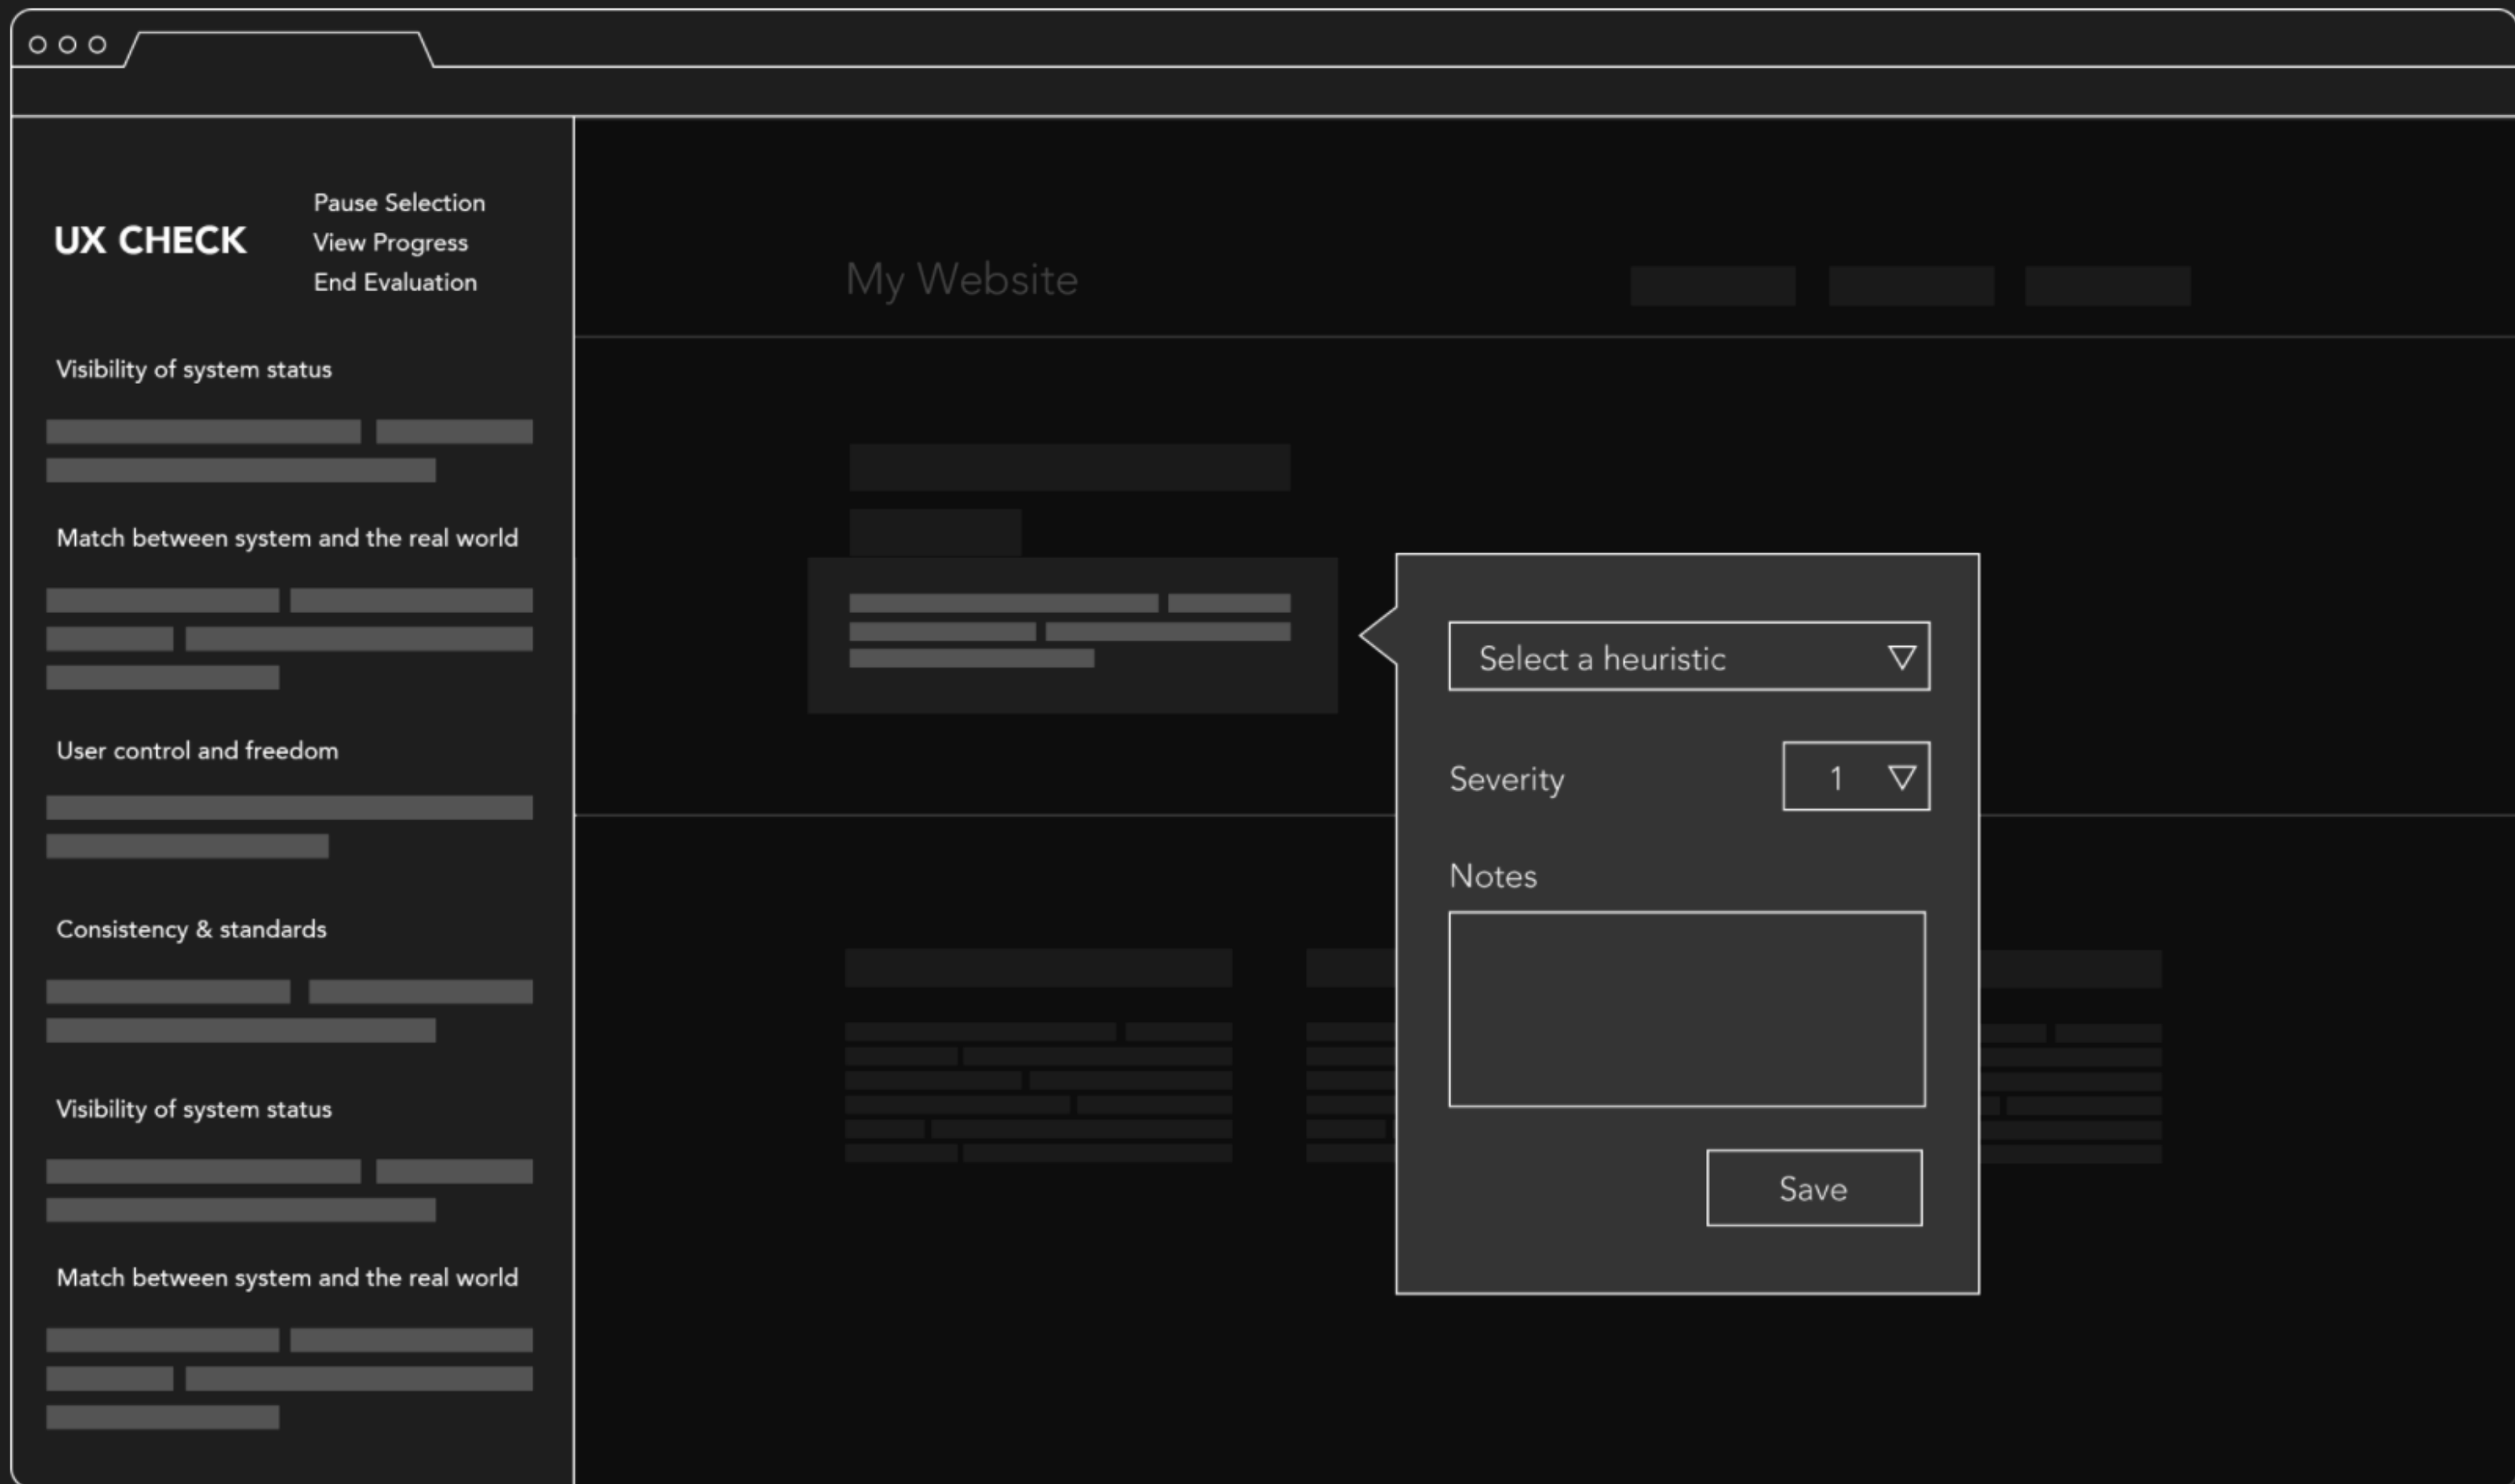 UX CHECK
Pause Selection
View Progress
End Evaluation
Visibility of system status
Match between system and the real world
User control and freedom
Consistency & standards
Visibility of system status
Match between system and the real world
My Website
Select a heuristic
Severity
1
Notes
Save